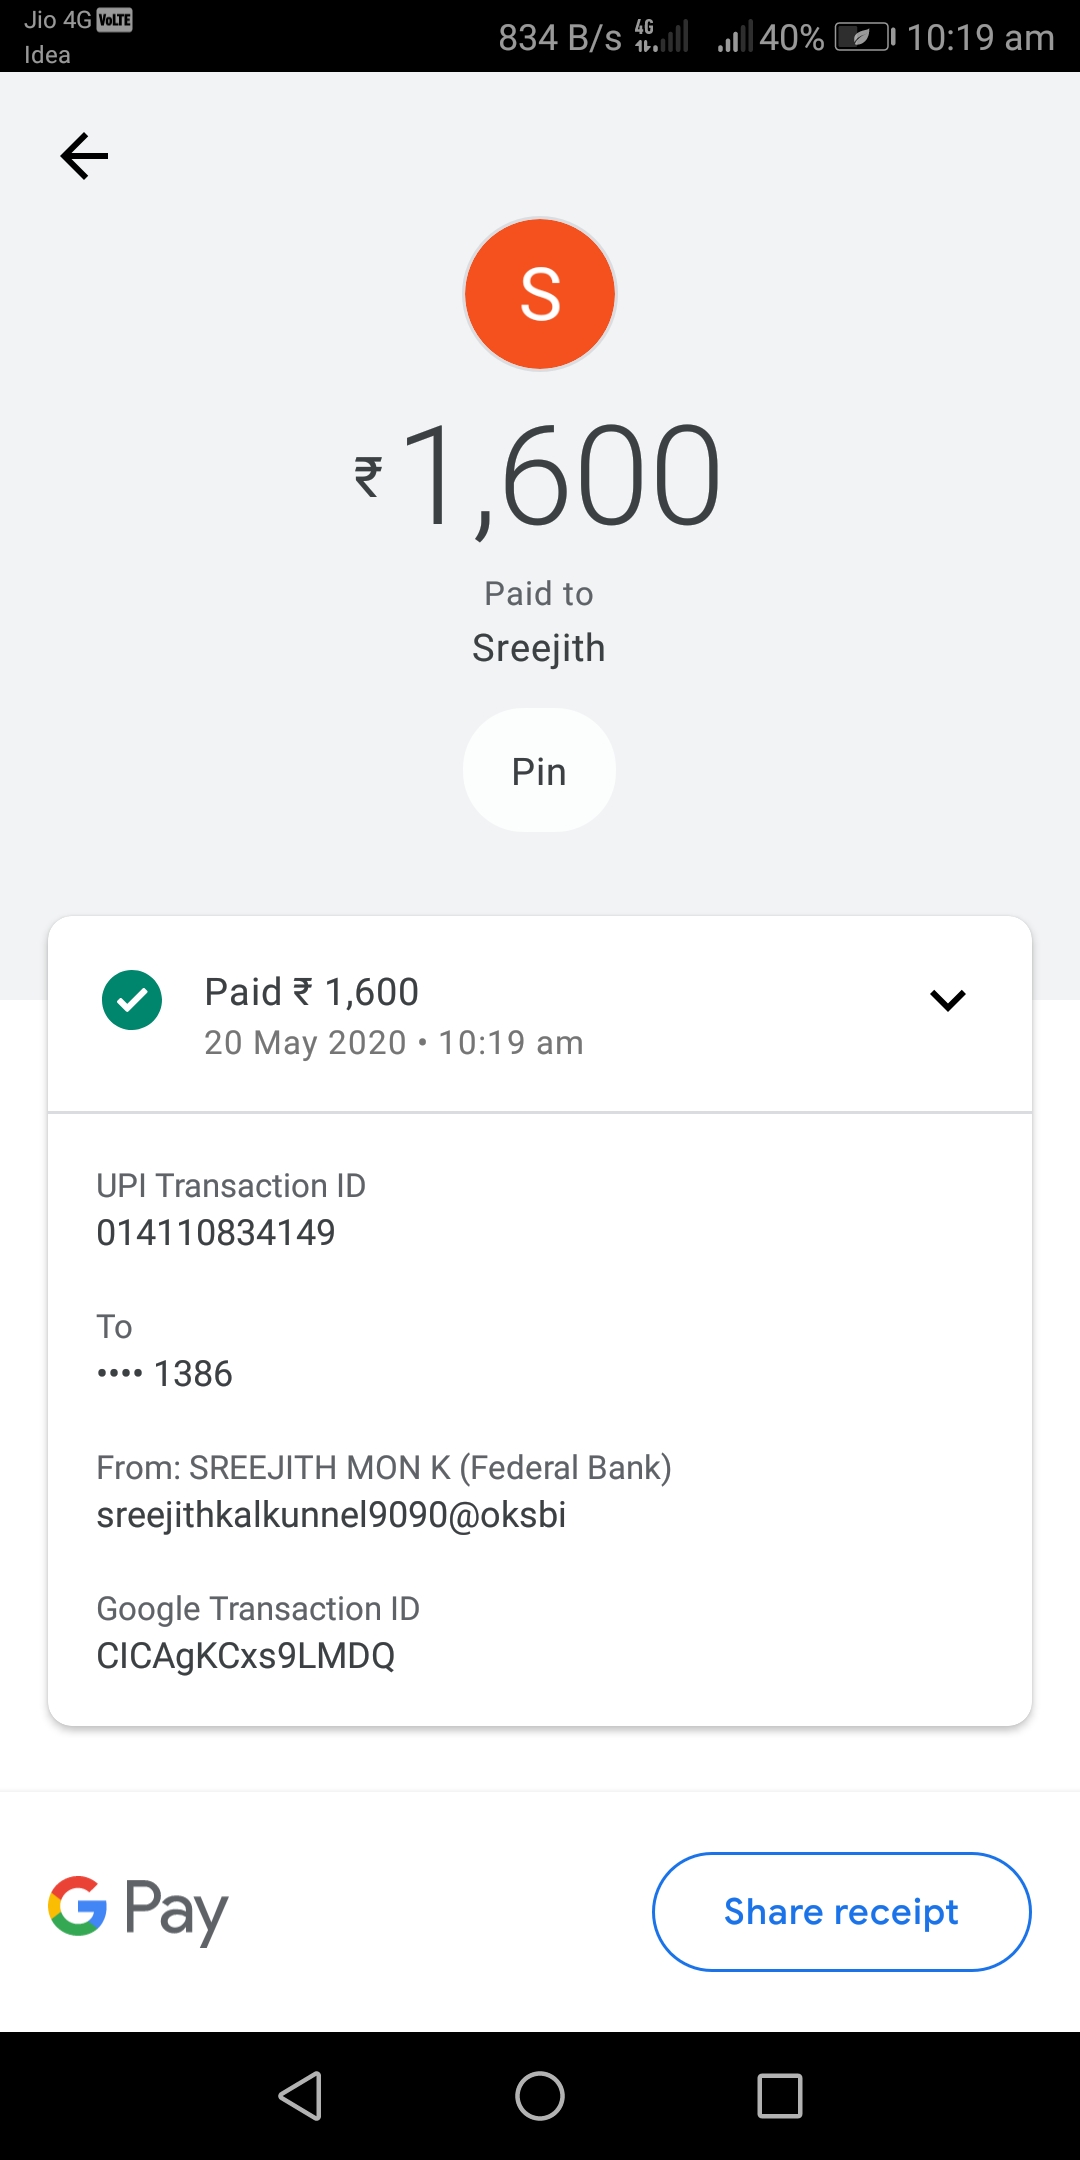 Jio 4G VoLTE
Idea
834 B/s 4G 40% 10:19 am
S
₹1,600
Paid to
Sreejith
Pin
Paid ₹ 1,600
20 May 2020 • 10:19 am
UPI Transaction ID
014110834149
To
•••• 1386
From: SREEJITH MON K (Federal Bank)
sreejithkalkunnel9090@oksbi
Google Transaction ID
CICAgKCxs9LMDQ
G Pay
Share receipt